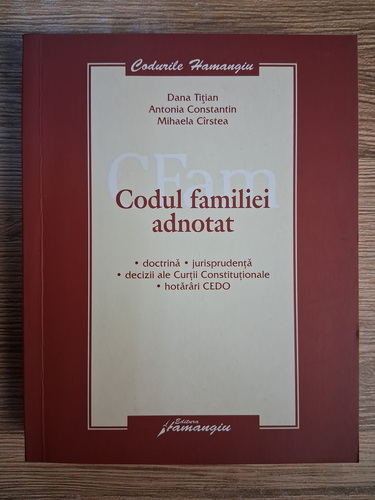 Codurile Hamangiu
Dana Tițian
Antonia Constantin
Mihaela Cîrstea
CFam
Codul familiei
adnotat
• doctrină • jurisprudență
• decizii ale Curții Constituționale
• hotărâri CEDO
Editura
Hamangiu